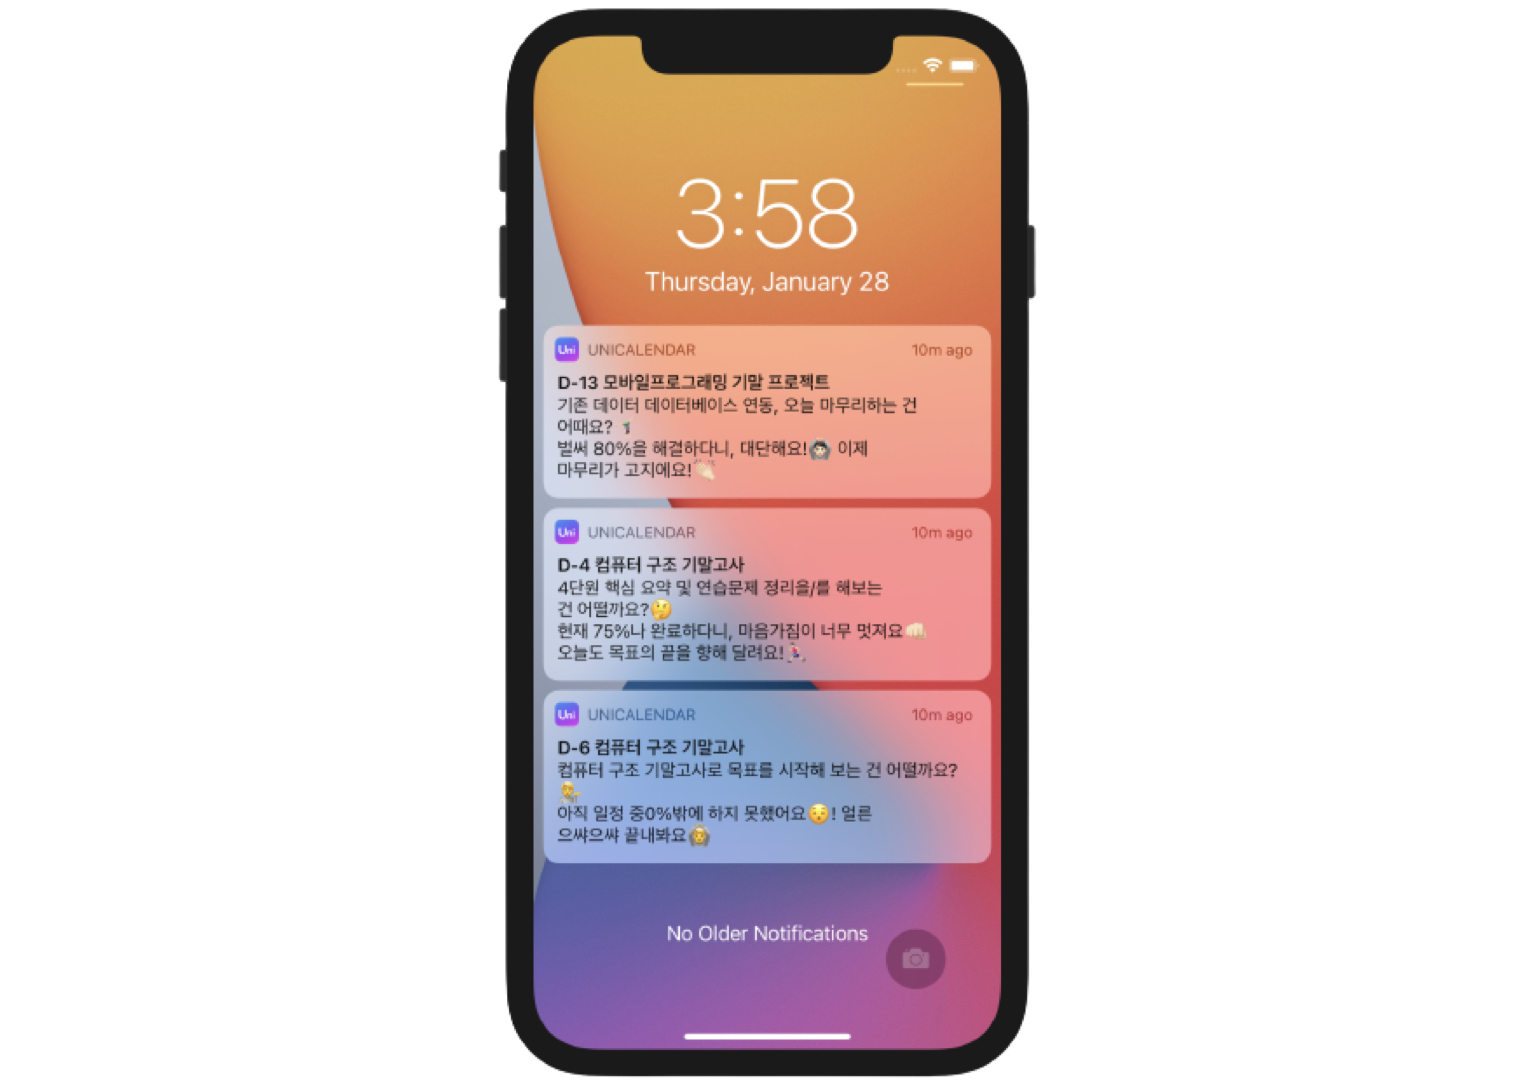 3:58
Thursday, January 28
Uni UNICALENDAR 10m ago
D-13 모바일프로그래밍 기말 프로젝트
기존 데이터 데이터베이스 연동, 오늘 마무리하는 건
어때요?
벌써 80%을 해결하다니, 대단해요!🙆🏻 이제
마무리가 고지에요!👏🏻
Uni UNICALENDAR 10m ago
D-4 컴퓨터 구조 기말고사
4단원 핵심 요약 및 연습문제 정리을/를 해보는
건 어떨까요?🤔
현재 75%나 완료하다니, 마음가짐이 너무 멋져요👊🏻
오늘도 목표의 끝을 향해 달려요!🏃🏻‍♀️
Uni UNICALENDAR 10m ago
D-6 컴퓨터 구조 기말고사
컴퓨터 구조 기말고사로 목표를 시작해 보는 건 어떨까요?
아직 일정 중0%밖에 하지 못했어요😯! 얼른
으쌰으쌰 끝내봐요🙆‍♀️
No Older Notifications